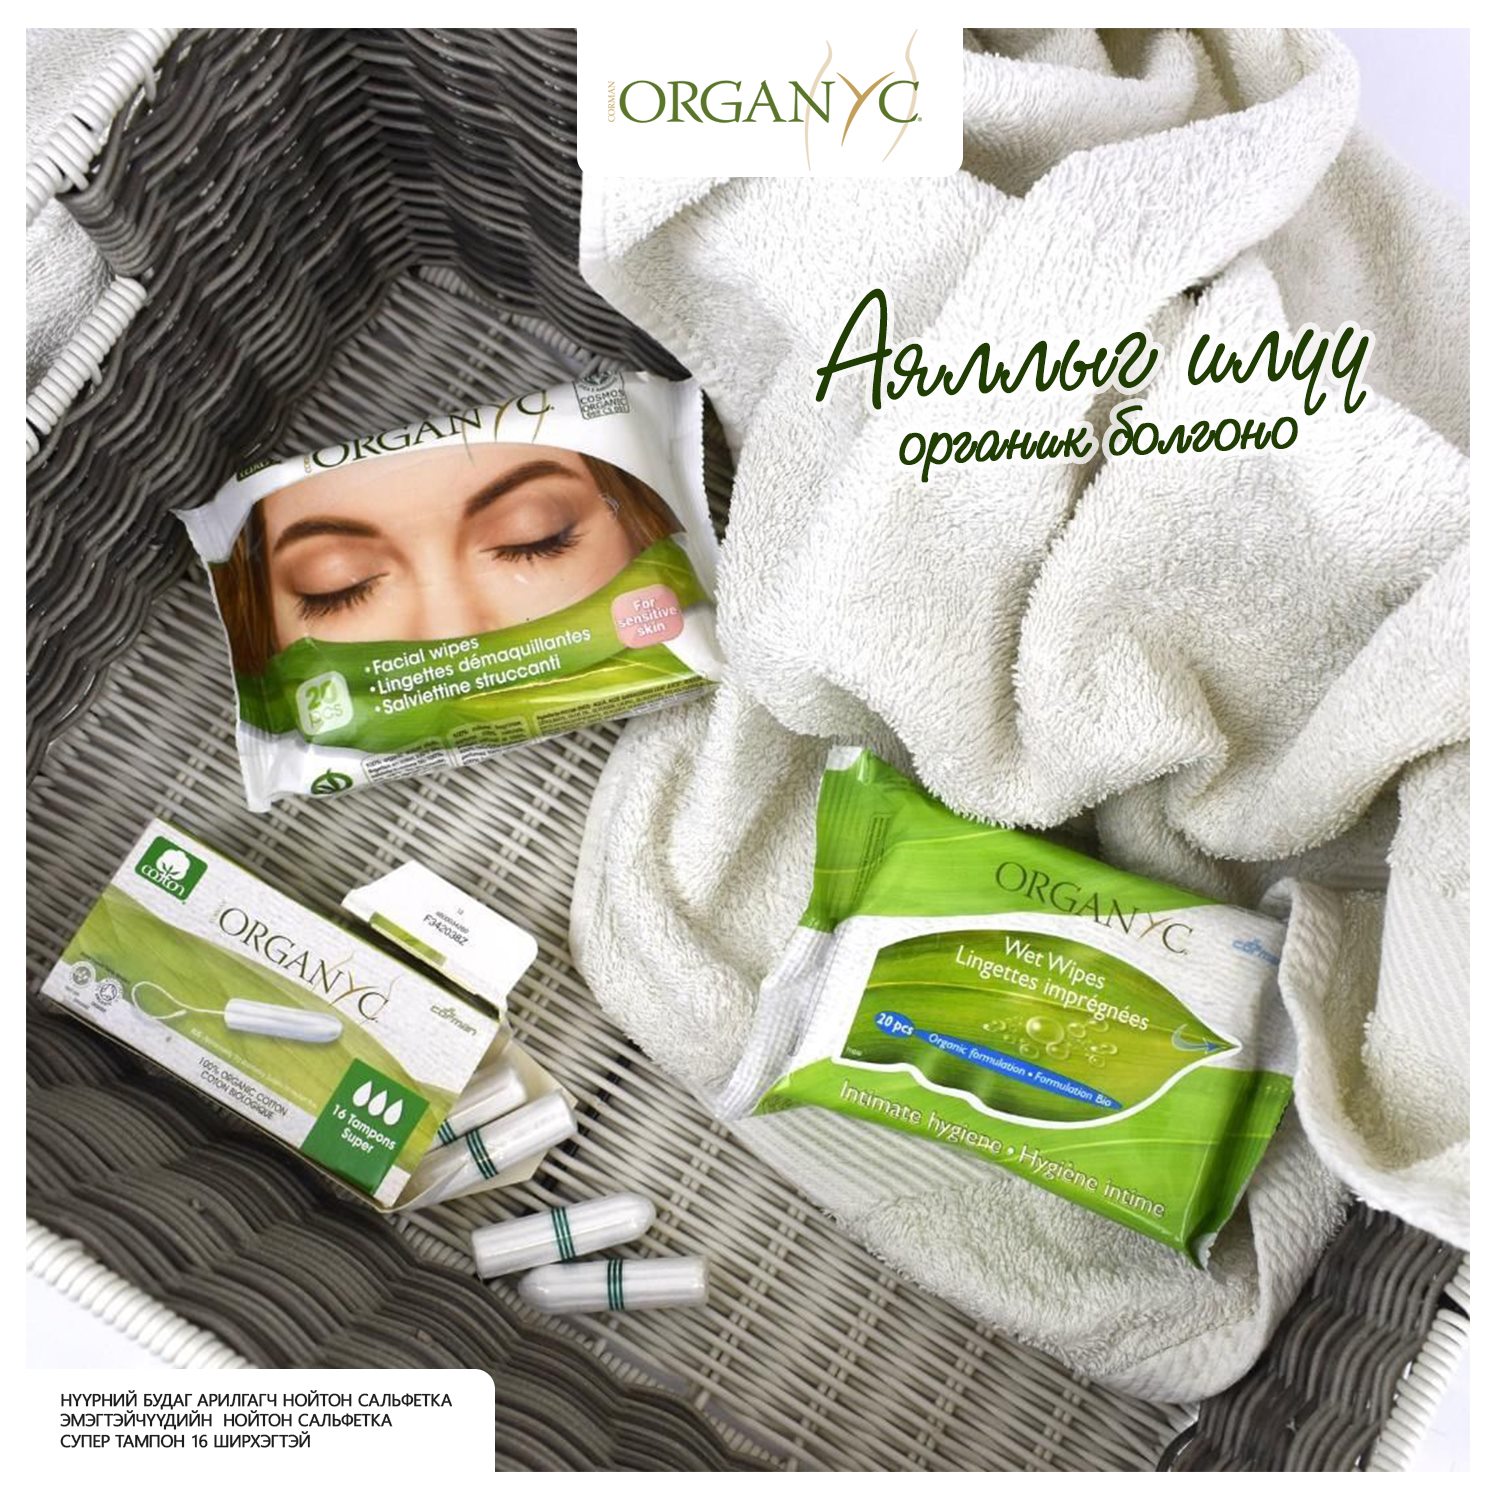 CORMAN
ORGANYC
Аяллыг илүү
органик болгоно
COSMOS
ORGANIC
ORGANYC
For
sensitive
skin
• Facial wipes
• Lingettes démaquillantes
• Salviettine struccanti
20
PCS
cotton
ORGANYC
corman
F342038Z
100% ORGANIC COTTON
COTON BIOLOGIQUE
16 Tampons
Super
ORGANYC
corman
Wet Wipes
Lingettes imprégnées
20 pcs
Organic formulation • Formulation Bio
Intimate hygiene • Hygiène intime
НҮҮРНИЙ БУДАГ АРИЛГАГЧ НОЙТОН САЛЬФЕТКА
ЭМЭГТЭЙЧҮҮДИЙН НОЙТОН САЛЬФЕТКА
СУПЕР ТАМПОН 16 ШИРХЭГТЭЙ